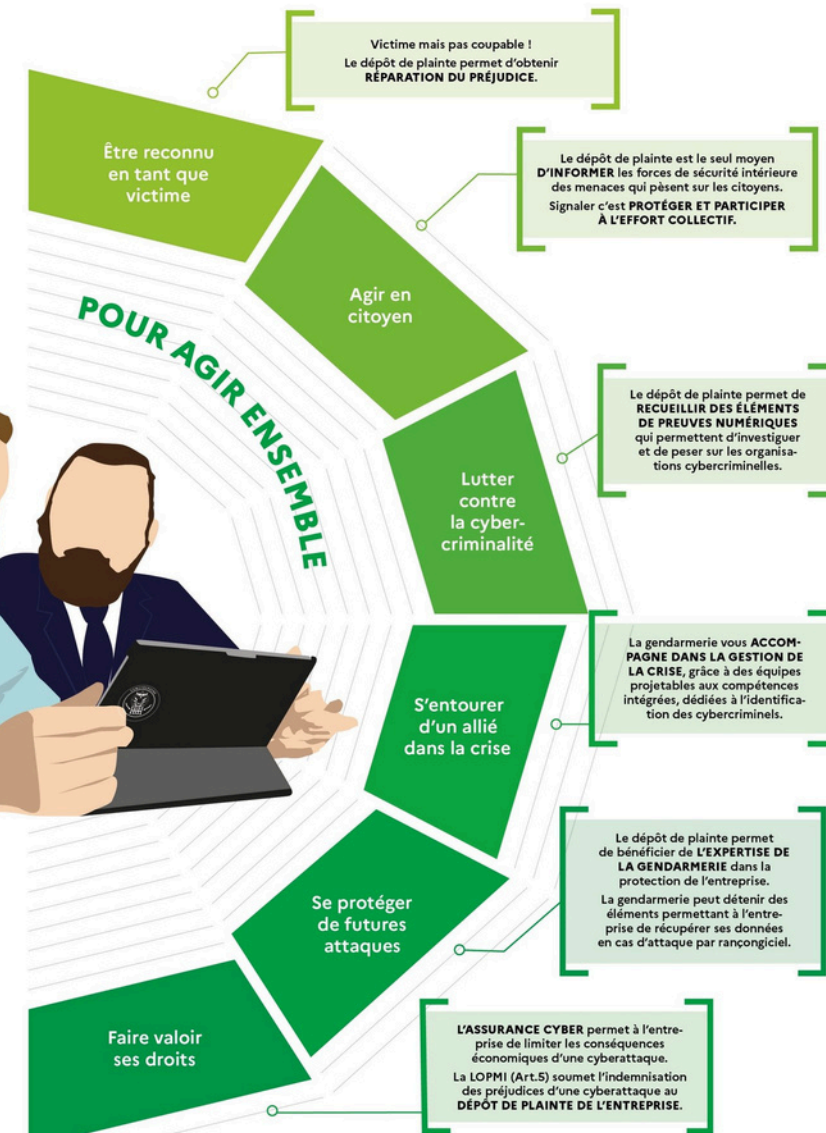 Victime mais pas coupable !
Le dépôt de plainte permet d'obtenir
RÉPARATION DU PRÉJUDICE.
Être reconnu
en tant que
victime
Le dépôt de plainte est le seul moyen
D'INFORMER les forces de sécurité intérieure
des menaces qui pèsent sur les citoyens.
Signaler c'est PROTÉGER ET PARTICIPER
À L'EFFORT COLLECTIF.
Agir en
citoyen
POUR AGIR ENSEMBLE
Le dépôt de plainte permet de
RECUEILLIR DES ÉLÉMENTS
DE PREUVES NUMÉRIQUES
qui permettent d'investiguer
et de peser sur les organisa-
tions cybercriminelles.
Lutter
contre
la cyber-
criminalité
La gendarmerie vous ACCOM-
PAGNE DANS LA GESTION DE
LA CRISE, grâce à des équipes
projetables aux compétences
intégrées, dédiées à l'identifica-
tion des cybercriminels.
S'entourer
d'un allié
dans la crise
Le dépôt de plainte permet
de bénéficier de L'EXPERTISE DE
LA GENDARMERIE dans la
protection de l'entreprise.
La gendarmerie peut détenir des
éléments permettant à l'entre-
prise de récupérer ses données
en cas d'attaque par rançongiciel.
Se protéger
de futures
attaques
L'ASSURANCE CYBER permet à l'entre-
prise de limiter les conséquences
économiques d'une cyberattaque.
La LOPMI (Art.5) soumet l'indemnisation
des préjudices d'une cyberattaque au
DÉPÔT DE PLAINTE DE L'ENTREPRISE.
Faire valoir
ses droits